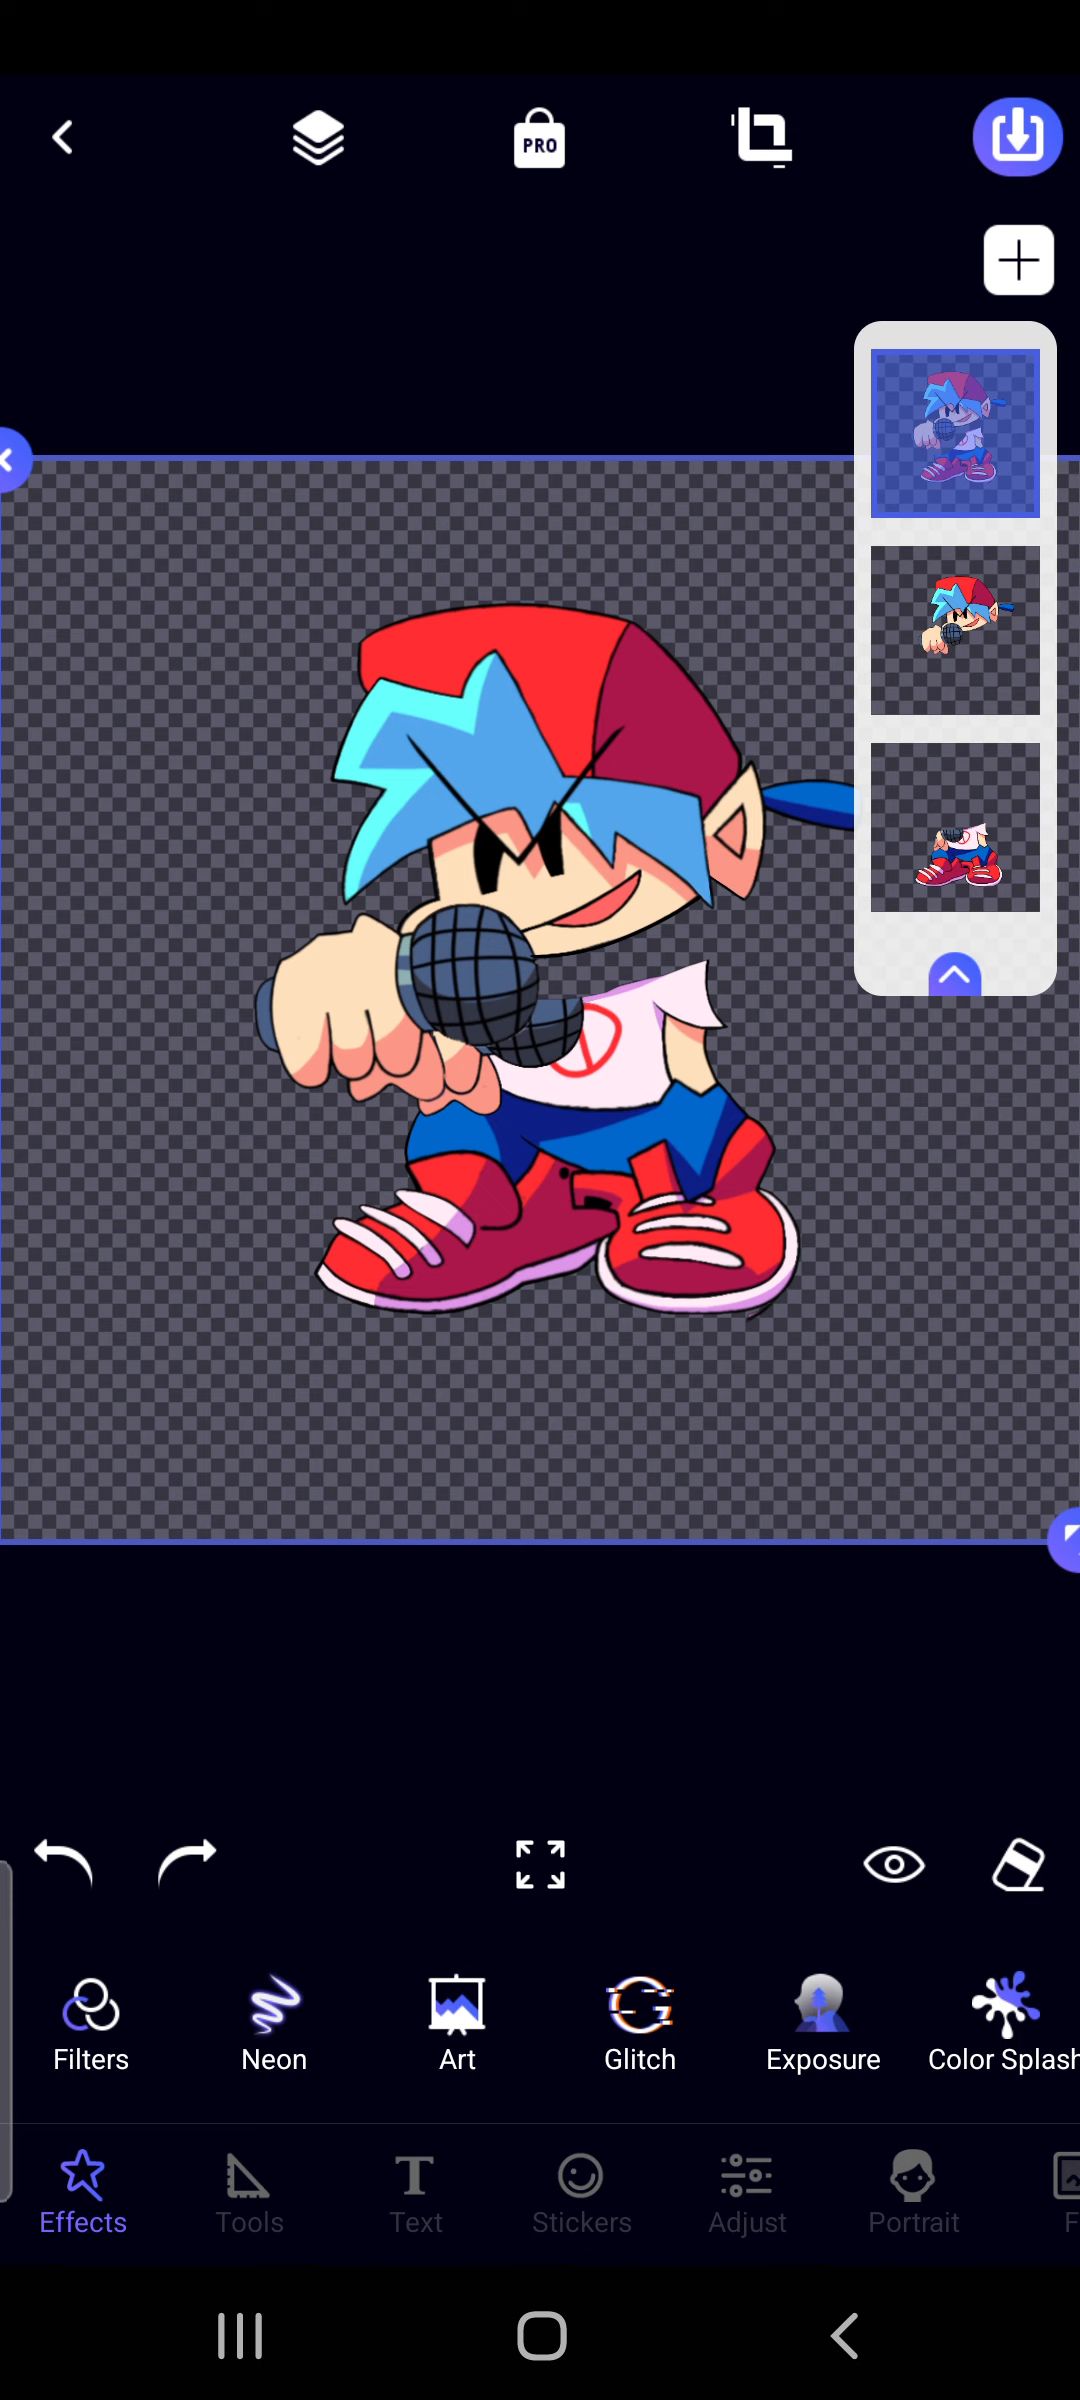 PRO
Filters
Neon
Art
Glitch
Exposure
Color Splash
Effects
Tools
Text
Stickers
Adjust
Portrait
F